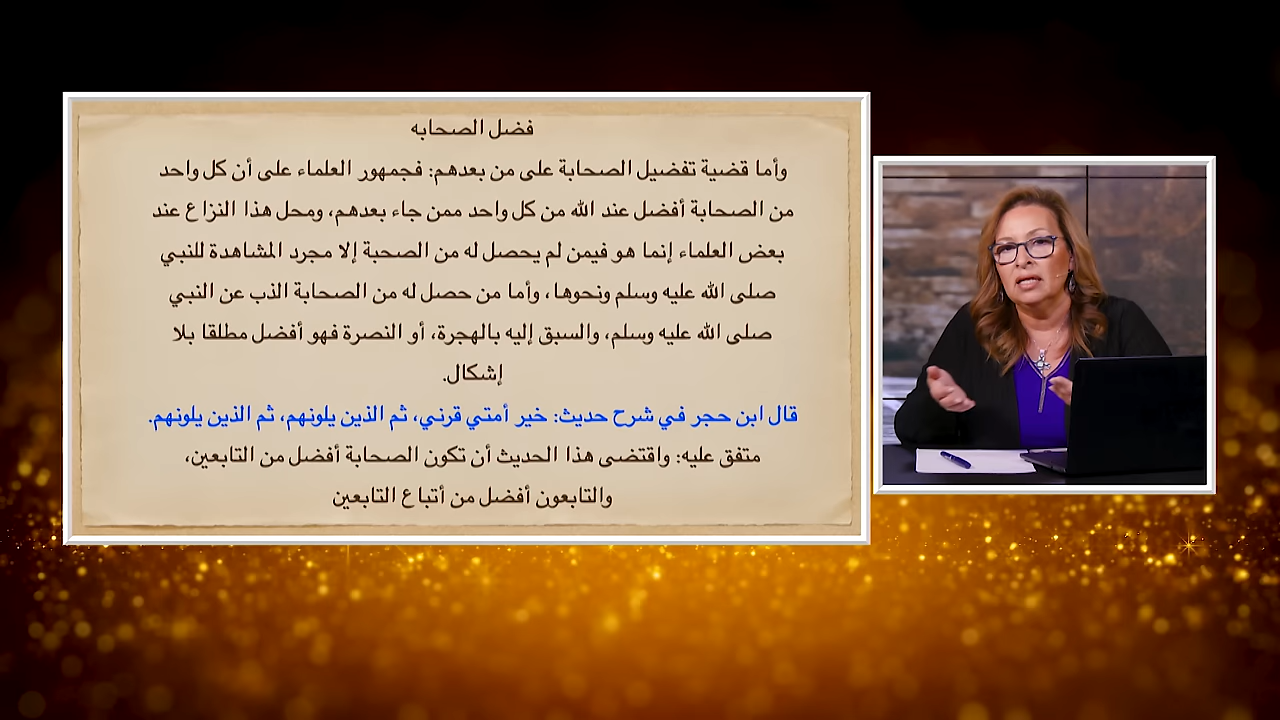 فضل الصحابه
وأما قضية تفضيل الصحابة على من بعدهم: فجمهور العلماء على أن كل واحد
من الصحابة أفضل عند الله من كل واحد ممن جاء بعدهم، ومحل هذا النزاع عند
بعض العلماء إنما هو فيمن لم يحصل له من الصحبة إلا مجرد المشاهدة للنبي
صلى الله عليه وسلم ونحوها، وأما من حصل له من الصحابة الذب عن النبي
صلى الله عليه وسلم، والسبق إليه بالهجرة، أو النصرة فهو أفضل مطلقا بلا
إشكال.
قال ابن حجر في شرح حديث: خير أمتي قرني، ثم الذين يلونهم، ثم الذين يلونهم.
متفق عليه: واقتضى هذا الحديث أن تكون الصحابة أفضل من التابعين،
والتابعون أفضل من أتباع التابعين